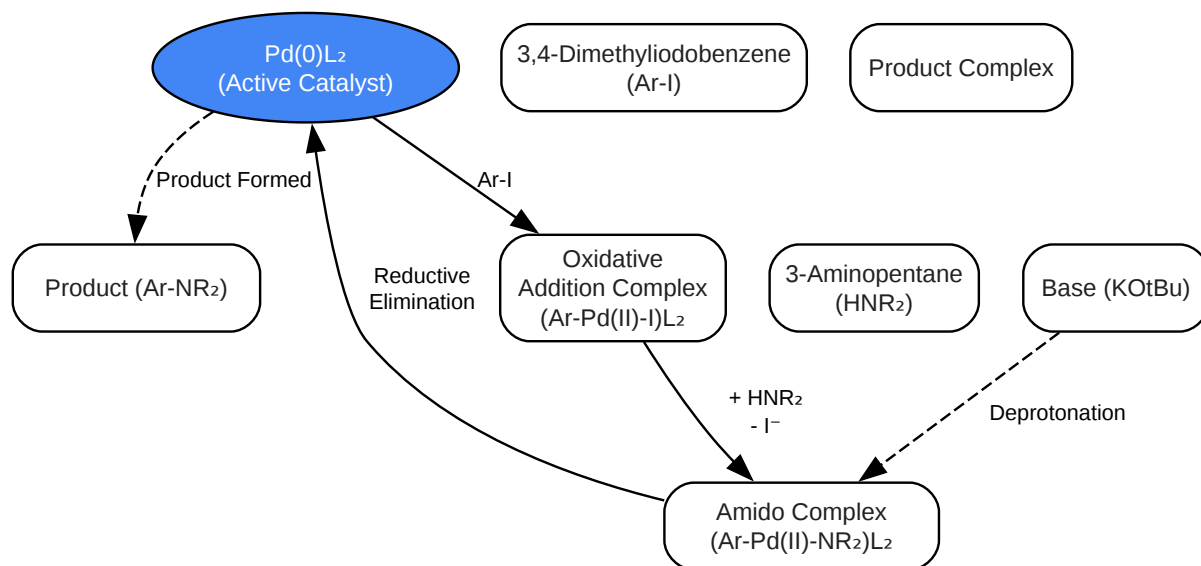 Pd(0)L₂
(Active Catalyst)
3,4-Dimethyliodobenzene
(Ar-I)
Product Complex
Product Formed
Ar-I
Product (Ar-NR₂)
Reductive
Elimination
Oxidative
Addition Complex
(Ar-Pd(II)-I)L₂
3-Aminopentane
(HNR₂)
Base (KOtBu)
+ HNR₂
- I⁻
Deprotonation
Amido Complex
(Ar-Pd(II)-NR₂)L₂